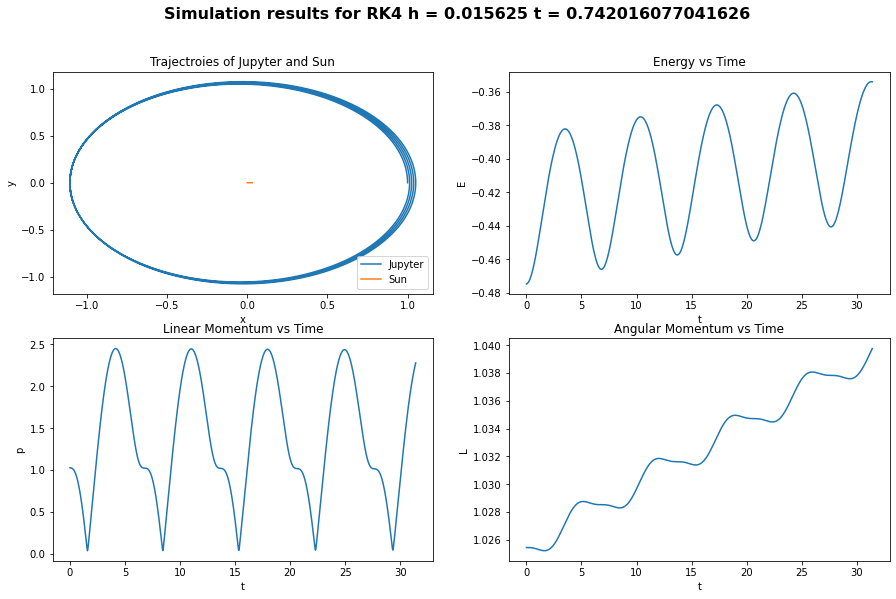 Simulation results for RK4 h = 0.015625 t = 0.742016077041626
Trajectroies of Jupyter and Sun
1.0
0.5
0.0
−0.5
−1.0
y
−1.0 −0.5 0.0 0.5 1.0
x
Jupyter
Sun
Energy vs Time
−0.36
−0.38
−0.40
−0.42
−0.44
−0.46
−0.48
E
0 5 10 15 20 25 30
t
Linear Momentum vs Time
2.5
2.0
1.5
1.0
0.5
0.0
p
0 5 10 15 20 25 30
t
Angular Momentum vs Time
1.040
1.038
1.036
1.034
1.032
1.030
1.028
1.026
L
0 5 10 15 20 25 30
t